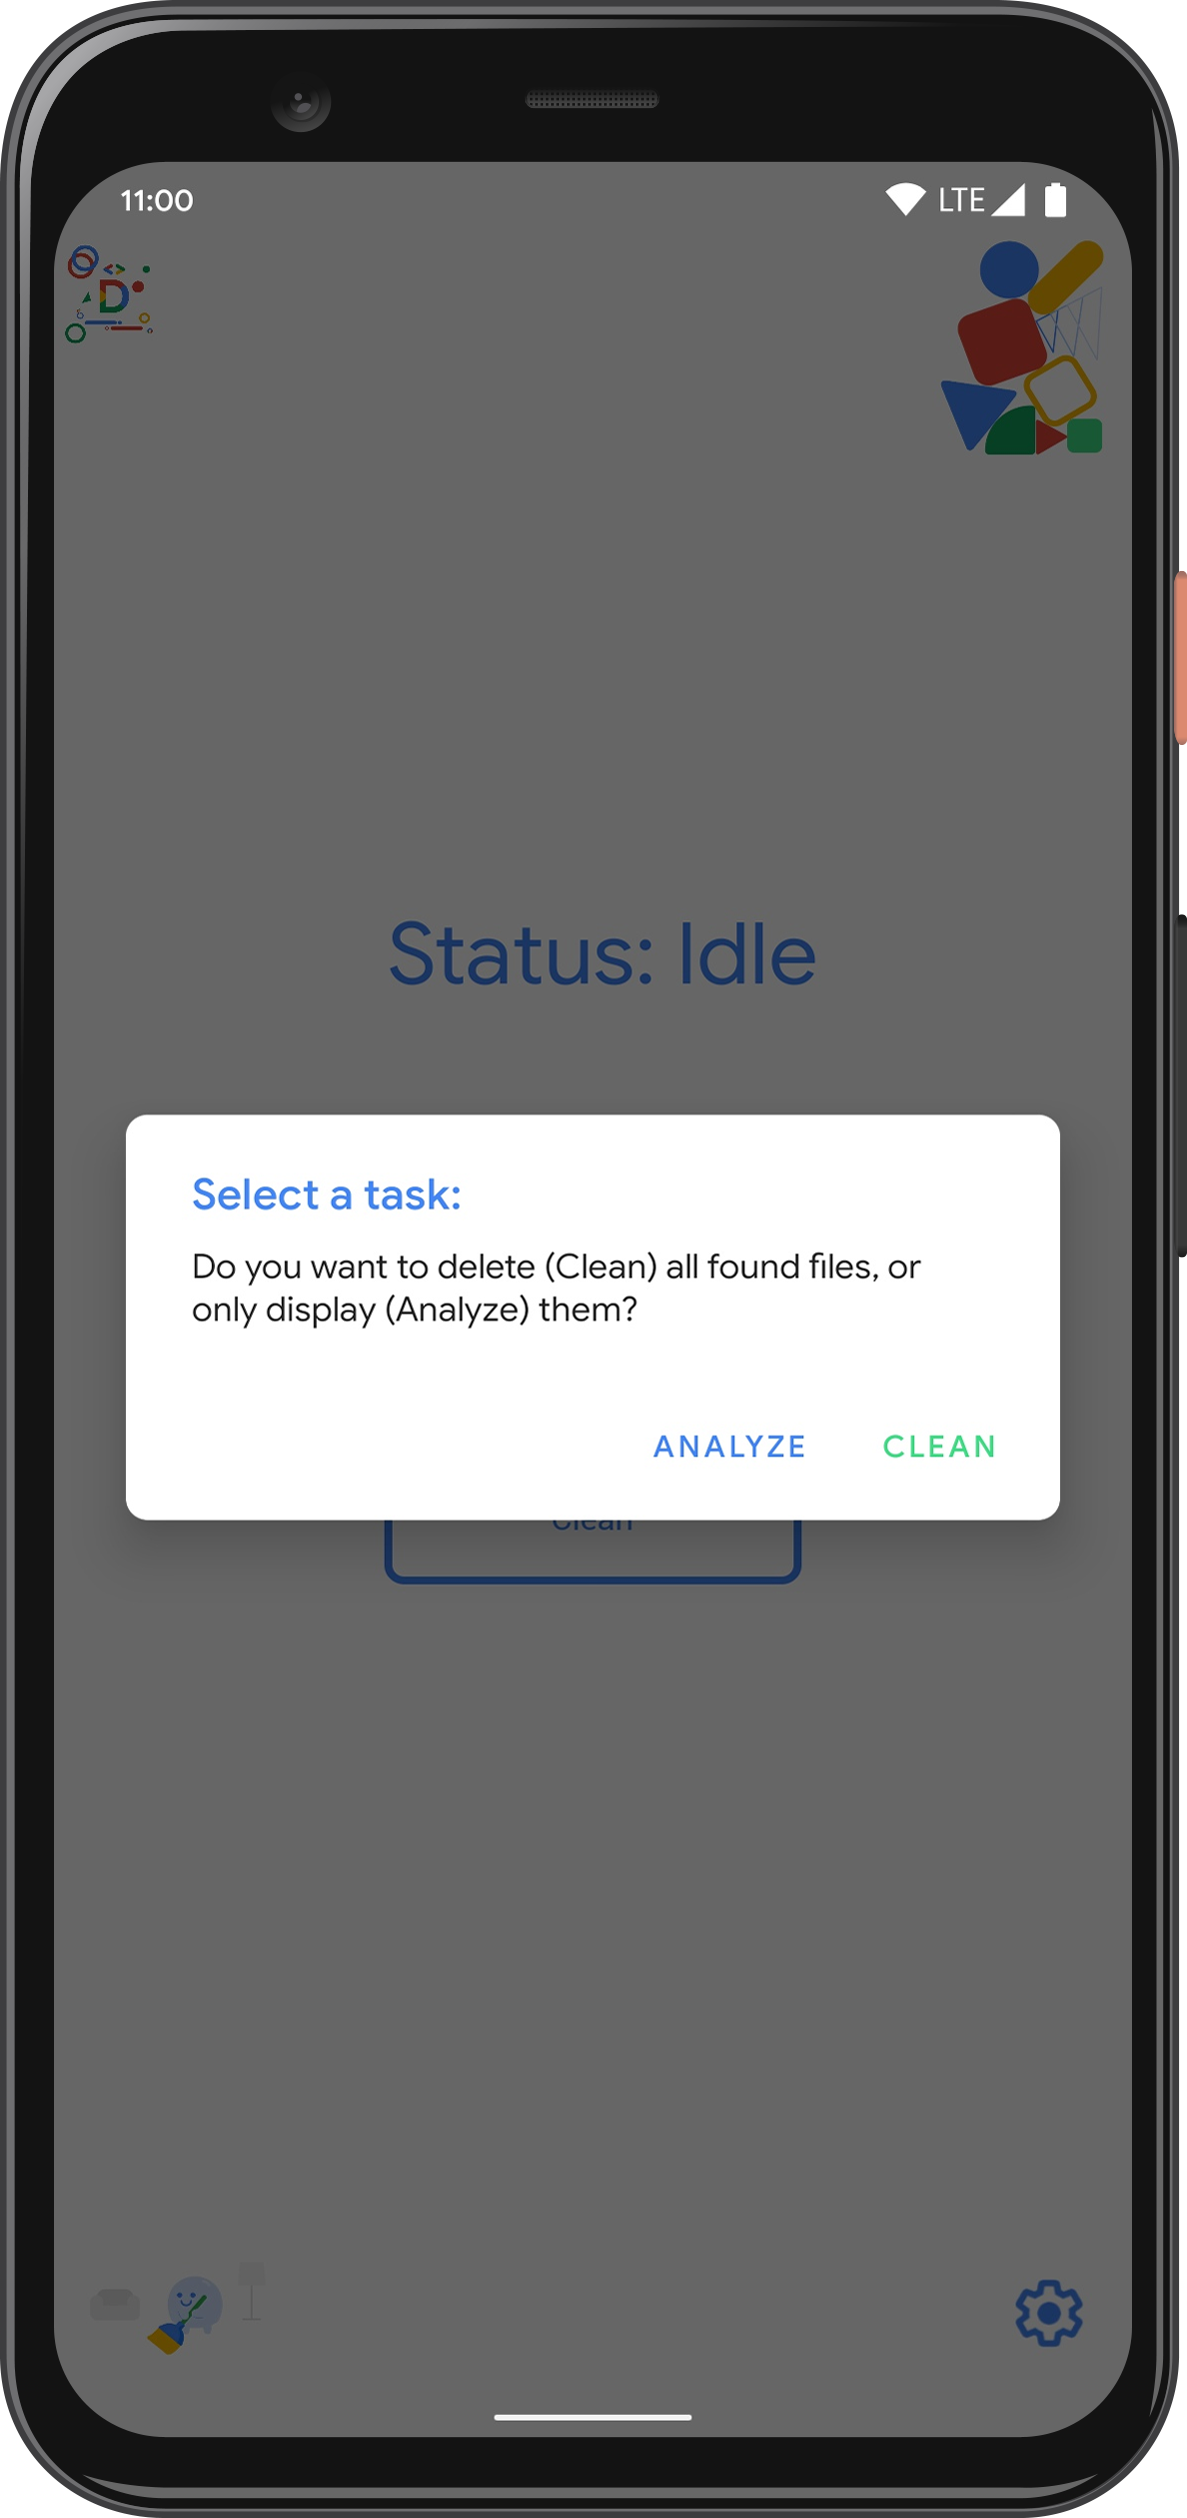 11:00 LTE
D
Status: Idle
Select a task:
Do you want to delete (Clean) all found files, or
only display (Analyze) them?
ANALYZE CLEAN
Clean